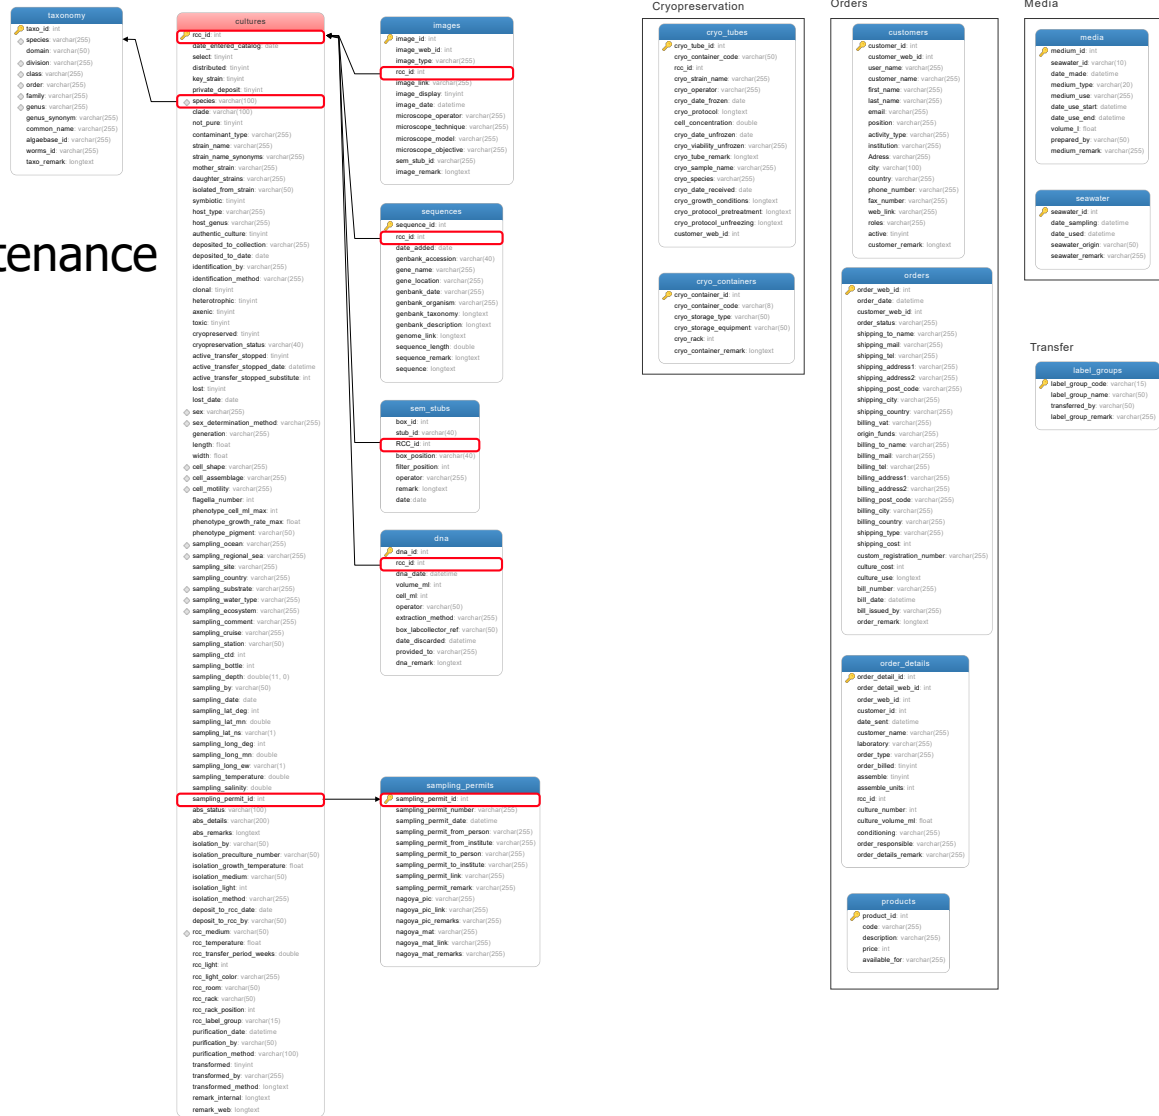 tenance
taxonomy
taxo_id: int
species: varchar(255)
domain: varchar(50)
division: varchar(255)
class: varchar(255)
order: varchar(255)
family: varchar(255)
genus: varchar(255)
genus_synonym: varchar(255)
common_name: varchar(255)
algaebase_id: varchar(255)
worms_id: varchar(255)
taxo_remark: longtext
cultures
rcc_id: int
date_entered_catalog: date
select: tinyint
distributed: tinyint
key_strain: tinyint
private_deposit: tinyint
species: varchar(100)
clade: varchar(100)
not_pure: tinyint
contaminant_type: varchar(255)
strain_name: varchar(255)
strain_name_synonyms: varchar(255)
mother_strain: varchar(255)
daughter_strains: varchar(255)
isolated_from_strain: varchar(50)
symbiotic: tinyint
host_type: varchar(255)
host_genus: varchar(255)
authentic_culture: tinyint
deposited_to_collection: varchar(255)
deposited_to_date: date
identification_by: varchar(255)
identification_method: varchar(255)
clonal: tinyint
heterotrophic: tinyint
axenic: tinyint
toxic: tinyint
cryopreserved: tinyint
cryopreservation_status: varchar(40)
active_transfer_stopped: tinyint
active_transfer_stopped_date: datetime
active_transfer_stopped_substitute: int
lost: tinyint
lost_date: date
sex: varchar(255)
sex_determination_method: varchar(255)
generation: varchar(255)
length: float
width: float
cell_shape: varchar(255)
cell_assemblage: varchar(255)
cell_motility: varchar(255)
flagella_number: int
phenotype_cell_ml_max: int
phenotype_growth_rate_max: float
phenotype_pigment: varchar(50)
sampling_ocean: varchar(255)
sampling_regional_sea: varchar(255)
sampling_site: varchar(255)
sampling_country: varchar(255)
sampling_substrate: varchar(255)
sampling_water_type: varchar(255)
sampling_ecosystem: varchar(255)
sampling_comment: varchar(255)
sampling_cruise: varchar(255)
sampling_station: varchar(50)
sampling_ctd: int
sampling_bottle: int
sampling_depth: double(11, 0)
sampling_by: varchar(50)
sampling_date: date
sampling_lat_deg: int
sampling_lat_mn: double
sampling_lat_ns: varchar(1)
sampling_long_deg: int
sampling_long_mn: double
sampling_long_ew: varchar(1)
sampling_temperature: double
sampling_salinity: double
sampling_permit_id: int
abs_status: varchar(100)
abs_details: varchar(200)
abs_remarks: longtext
isolation_by: varchar(50)
isolation_preculture_number: varchar(50)
isolation_growth_temperature: float
isolation_medium: varchar(50)
isolation_light: int
isolation_method: varchar(255)
deposit_to_rcc_date: date
deposit_to_rcc_by: varchar(50)
rcc_medium: varchar(50)
rcc_temperature: float
rcc_transfer_period_weeks: double
rcc_light: int
rcc_light_color: varchar(255)
rcc_room: varchar(50)
rcc_rack: varchar(50)
rcc_rack_position: int
rcc_label_group: varchar(15)
purification_date: datetime
purification_by: varchar(50)
purification_method: varchar(100)
transformed: tinyint
transformed_by: varchar(255)
transformed_method: longtext
remark_internal: longtext
remark_web: longtext
images
image_id: int
image_web_id: int
image_type: varchar(255)
rcc_id: int
image_link: varchar(255)
image_display: tinyint
image_date: datetime
microscope_operator: varchar(255)
microscope_technique: varchar(255)
microscope_model: varchar(255)
microscope_objective: varchar(255)
sem_stub_id: varchar(255)
image_remark: longtext
sequences
sequence_id: int
rcc_id: int
date_added: date
genbank_accession: varchar(40)
gene_name: varchar(255)
gene_location: varchar(255)
genbank_date: varchar(255)
genbank_organism: varchar(255)
genbank_taxonomy: longtext
genbank_description: longtext
genome_link: longtext
sequence_length: double
sequence_remark: longtext
sequence: longtext
sem_stubs
box_id: int
stub_id: varchar(40)
RCC_id: int
box_position: varchar(40)
filter_position: int
operator: varchar(255)
remark: longtext
date:date
dna
dna_id: int
rcc_id: int
dna_date: datetime
volume_ml: int
cell_ml: int
operator: varchar(50)
extraction_method: varchar(255)
box_labcollector_ref: varchar(50)
date_discarded: datetime
provided_to: varchar(255)
dna_remark: longtext
sampling_permits
sampling_permit_id: int
sampling_permit_number: varchar(255)
sampling_permit_date: datetime
sampling_permit_from_person: varchar(255)
sampling_permit_from_institute: varchar(255)
sampling_permit_to_person: varchar(255)
sampling_permit_to_institute: varchar(255)
sampling_permit_link: varchar(255)
sampling_permit_remark: varchar(255)
nagoya_pic: varchar(255)
nagoya_pic_link: varchar(255)
nagoya_pic_remarks: varchar(255)
nagoya_mat: varchar(255)
nagoya_mat_link: varchar(255)
nagoya_mat_remarks: varchar(255)
Cryopreservation
cryo_tubes
cryo_tube_id: int
cryo_container_code: varchar(50)
rcc_id: int
cryo_strain_name: varchar(255)
cryo_operator: varchar(255)
cryo_date_frozen: date
cryo_protocol: longtext
cell_concentration: double
cryo_date_unfrozen: date
cryo_viability_unfrozen: varchar(255)
cryo_tube_remark: longtext
cryo_sample_name: varchar(255)
cryo_species: varchar(255)
cryo_date_received: date
cryo_growth_conditions: longtext
cryo_protocol_pretreatment: longtext
cryo_protocol_unfreezing: longtext
customer_web_id: int
cryo_containers
cryo_container_id: int
cryo_container_code: varchar(8)
cryo_storage_type: varchar(50)
cryo_storage_equipment: varchar(50)
cryo_rack: int
cryo_container_remark: longtext
Orders
customers
customer_id: int
customer_web_id: int
user_name: varchar(255)
customer_name: varchar(255)
first_name: varchar(255)
last_name: varchar(255)
email: varchar(255)
position: varchar(255)
activity_type: varchar(255)
institution: varchar(255)
Adress: varchar(255)
city: varchar(100)
country: varchar(255)
phone_number: varchar(255)
fax_number: varchar(255)
web_link: varchar(255)
roles: varchar(255)
active: tinyint
customer_remark: longtext
orders
order_web_id: int
order_date: datetime
customer_web_id: int
order_status: varchar(255)
shipping_to_name: varchar(255)
shipping_mail: varchar(255)
shipping_tel: varchar(255)
shipping_address1: varchar(255)
shipping_address2: varchar(255)
shipping_post_code: varchar(255)
shipping_city: varchar(255)
shipping_country: varchar(255)
billing_vat: varchar(255)
origin_funds: varchar(255)
billing_to_name: varchar(255)
billing_mail: varchar(255)
billing_tel: varchar(255)
billing_address1: varchar(255)
billing_address2: varchar(255)
billing_post_code: varchar(255)
billing_city: varchar(255)
billing_country: varchar(255)
shipping_type: varchar(255)
shipping_cost: int
custom_registration_number: varchar(255)
culture_cost: int
culture_use: longtext
bill_number: varchar(255)
bill_date: datetime
bill_issued_by: varchar(255)
order_remark: longtext
order_details
order_detail_id: int
order_detail_web_id: int
order_web_id: int
customer_id: int
date_sent: datetime
customer_name: varchar(255)
laboratory: varchar(255)
order_type: varchar(255)
order_billed: tinyint
assemble: tinyint
assemble_units: int
rcc_id: int
culture_number: int
culture_volume_ml: float
conditioning: varchar(255)
order_responsible: varchar(255)
order_details_remark: varchar(255)
products
product_id: int
code: varchar(255)
description: varchar(255)
price: int
available_for: varchar(255)
Media
media
medium_id: int
seawater_id: varchar(10)
date_made: datetime
medium_type: varchar(20)
medium_use: varchar(255)
date_use_start: datetime
date_use_end: datetime
volume_l: float
prepared_by: varchar(50)
medium_remark: varchar(255)
seawater
seawater_id: int
date_sampling: datetime
date_used: datetime
seawater_origin: varchar(50)
seawater_remark: varchar(255)
Transfer
label_groups
label_group_code: varchar(15)
label_group_name: varchar(50)
transferred_by: varchar(50)
label_group_remark: varchar(255)